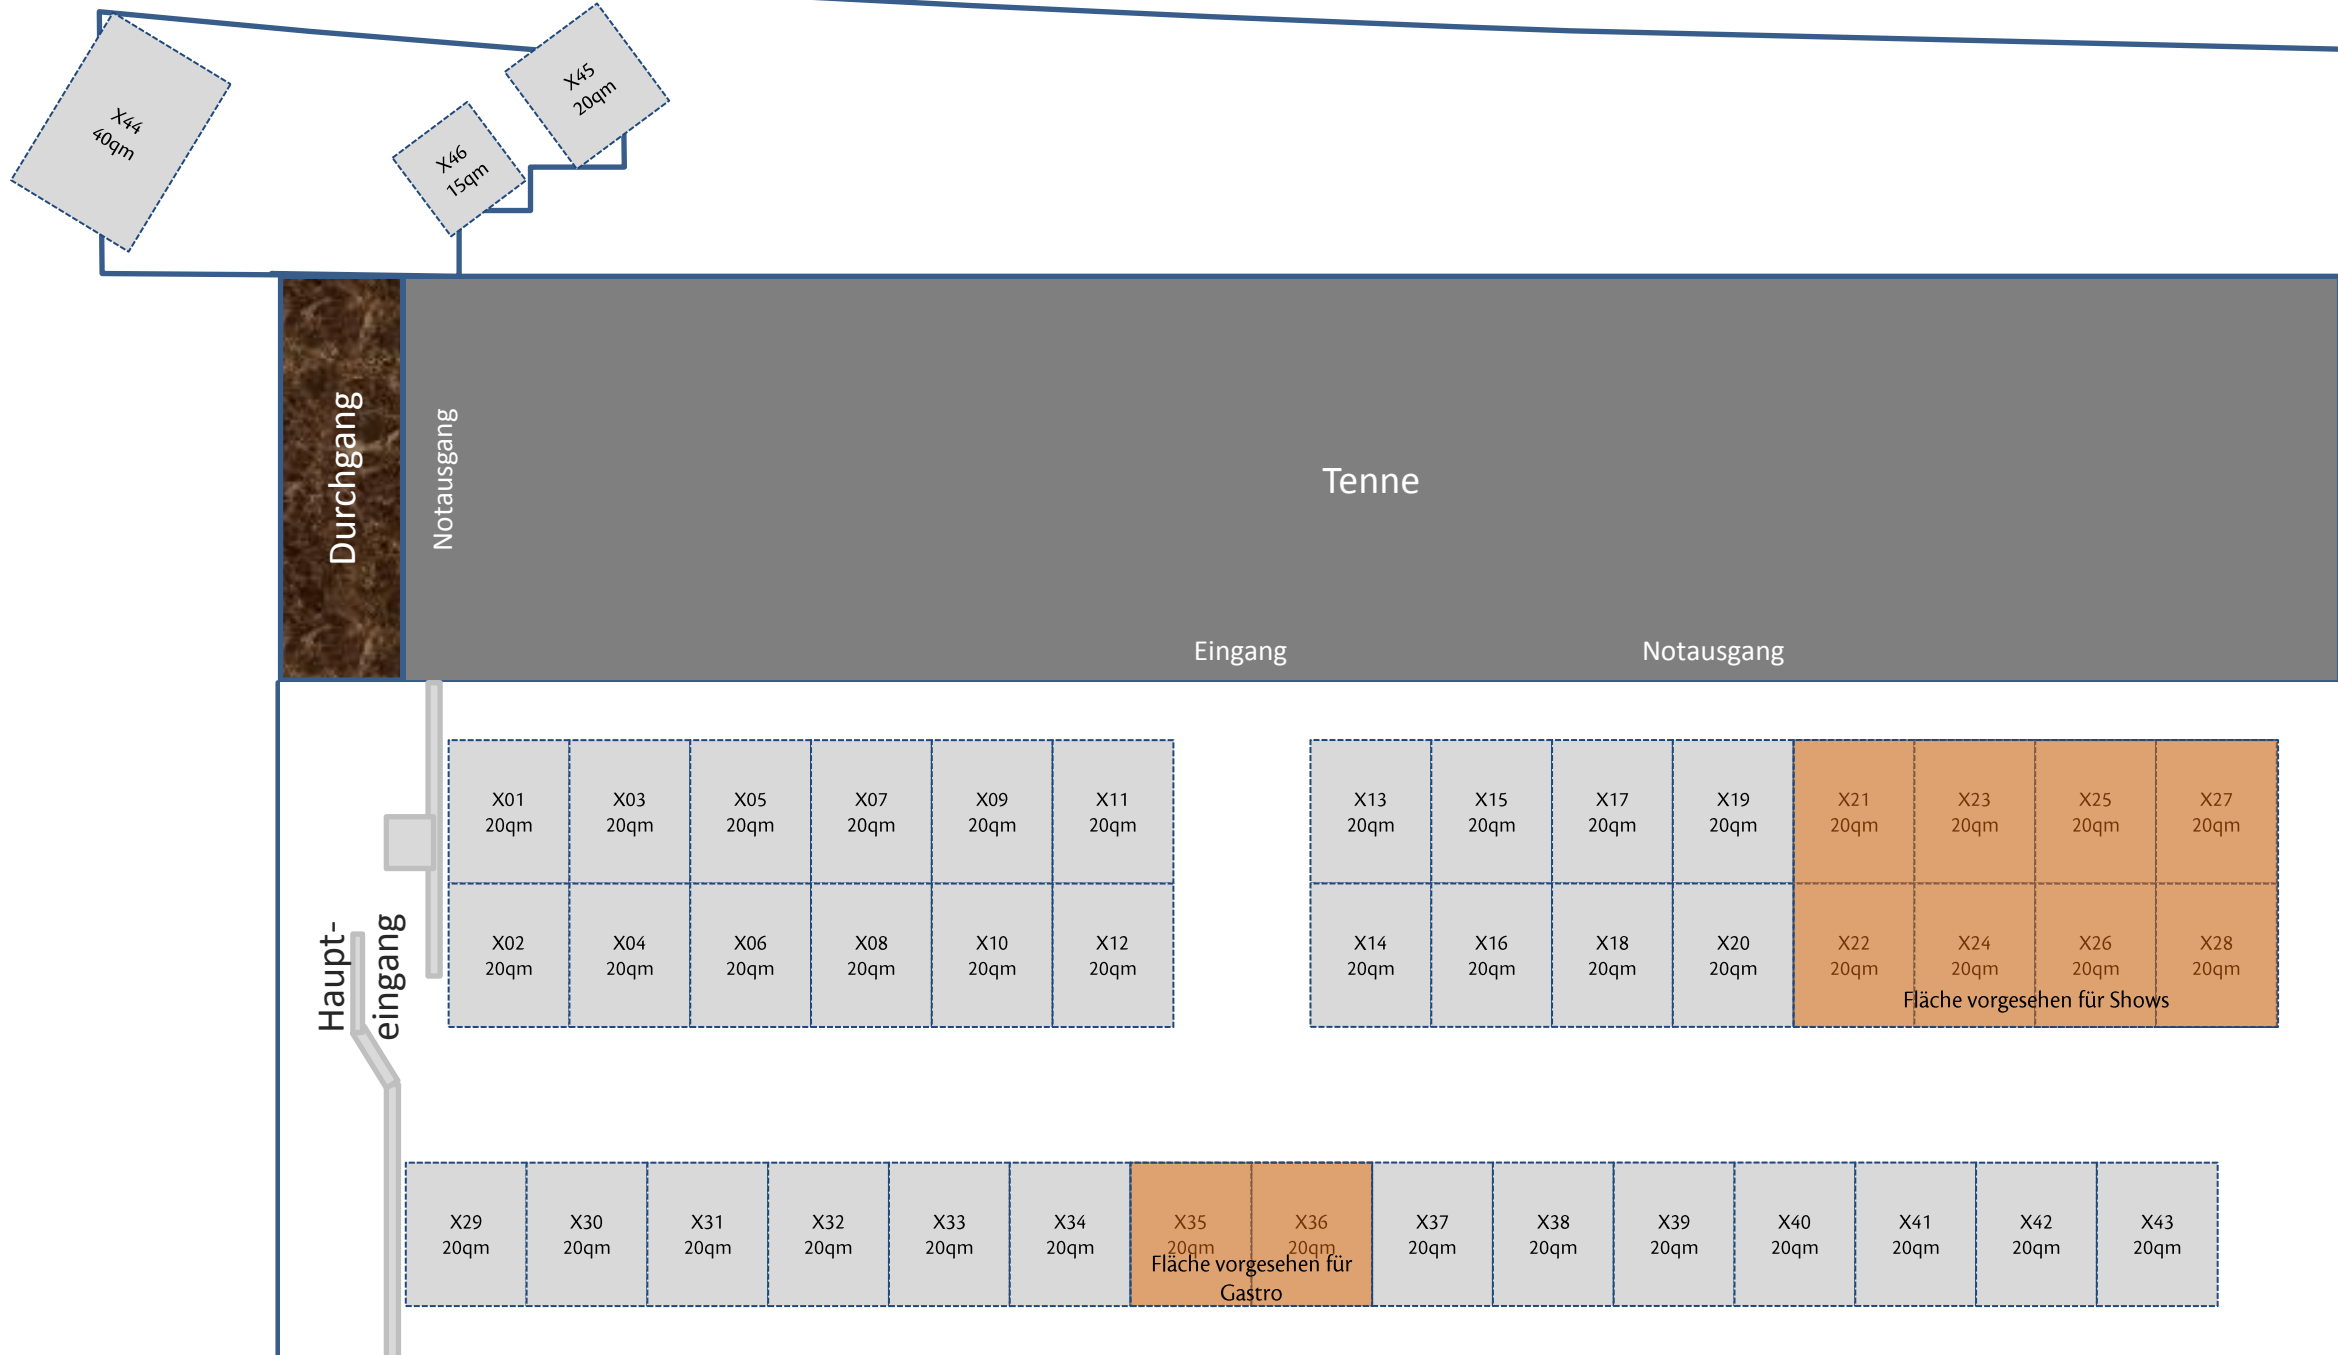 X44
40qm
X45
20qm
X46
15qm
Durchgang
Notausgang
Tenne
Eingang
Notausgang
Haupt-
eingang
X01
20qm
X03
20qm
X05
20qm
X07
20qm
X09
20qm
X11
20qm
X02
20qm
X04
20qm
X06
20qm
X08
20qm
X10
20qm
X12
20qm
X13
20qm
X15
20qm
X17
20qm
X19
20qm
X21
20qm
X23
20qm
X25
20qm
X27
20qm
X14
20qm
X16
20qm
X18
20qm
X20
20qm
X22
20qm
X24
20qm
X26
20qm
X28
20qm
Fläche vorgesehen für Shows
X29
20qm
X30
20qm
X31
20qm
X32
20qm
X33
20qm
X34
20qm
X35
20qm
X36
20qm
Fläche vorgesehen für
Gastro
X37
20qm
X38
20qm
X39
20qm
X40
20qm
X41
20qm
X42
20qm
X43
20qm